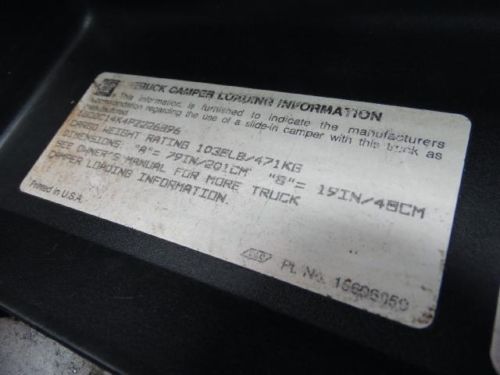 TRUCK CAMPER LOADING INFORMATION
This information is furnished to indicate the manufacturers
recommendation regarding the use of a slide-in camper with this truck as
manufactured.
CARGO WEIGHT RATING 1038LB/471KG
DIMENSIONS: "A"= 79IN/201CM "B"= 19IN/48CM
SEE OWNER'S MANUAL FOR MORE TRUCK
CAMPER LOADING INFORMATION.
Printed in U.S.A.
Pt. No.